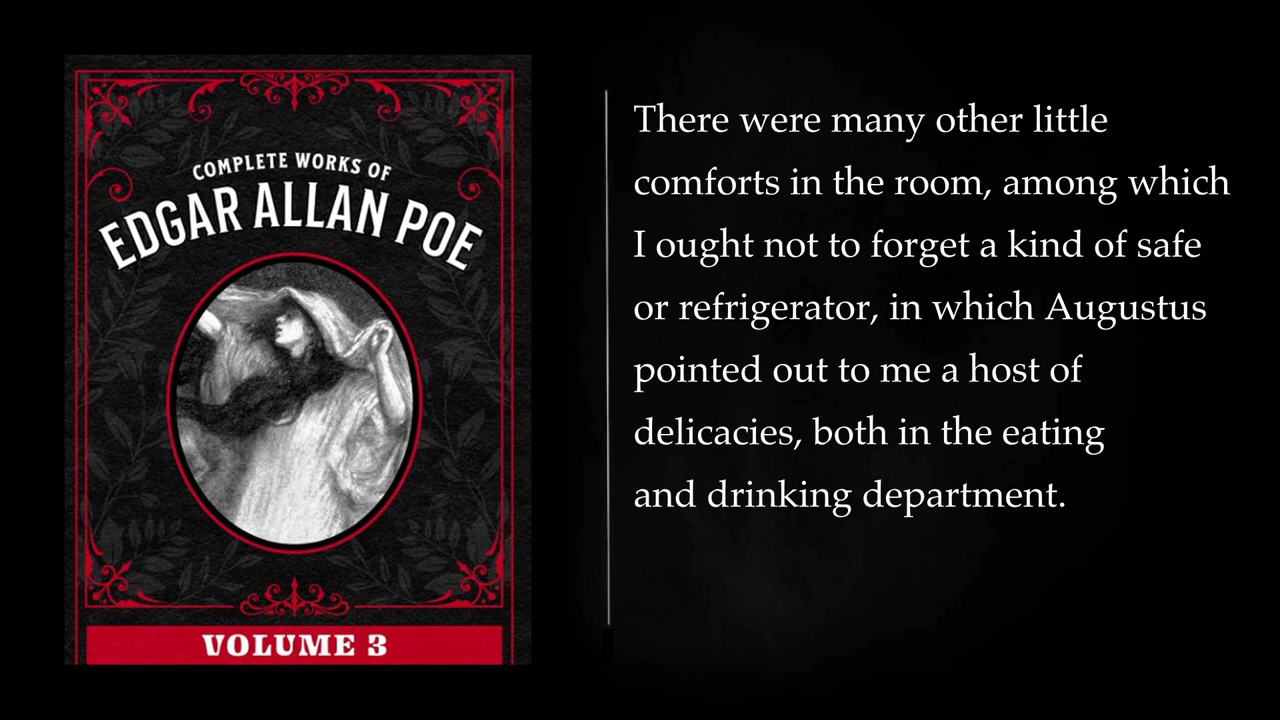 COMPLETE WORKS OF
EDGAR ALLAN POE
VOLUME 3
There were many other little
comforts in the room, among which
I ought not to forget a kind of safe
or refrigerator, in which Augustus
pointed out to me a host of
delicacies, both in the eating
and drinking department.